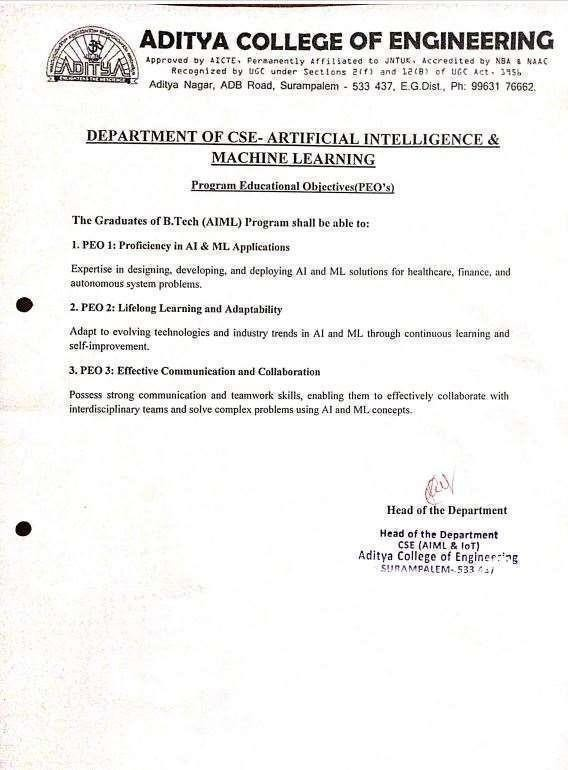 ADITYA COLLEGE OF ENGINEERING
Approved by AICTE, Permanently Affiliated to JNTUK, Accredited by NBA & NAAC
Recognized by UGC under Sections 2(f) and 12(B) of UGC Act, 1956
Aditya Nagar, ADB Road, Surampalem - 533 437, E.G.Dist., Ph: 99631 76662.
ADITYA
DEPARTMENT OF CSE- ARTIFICIAL INTELLIGENCE &
MACHINE LEARNING
Program Educational Objectives(PEO's)
The Graduates of B.Tech (AIML) Program shall be able to:
1. PEO 1: Proficiency in AI & ML Applications
Expertise in designing, developing, and deploying AI and ML solutions for healthcare, finance, and
autonomous system problems.
2. PEO 2: Lifelong Learning and Adaptability
Adapt to evolving technologies and industry trends in AI and ML through continuous learning and
self-improvement.
3. PEO 3: Effective Communication and Collaboration
Possess strong communication and teamwork skills, enabling them to effectively collaborate with
interdisciplinary teams and solve complex problems using AI and ML concepts.
Head of the Department
Head of the Department
CSE (AIML & IoT)
Aditya College of Engineering
SURAMPALEM- 533